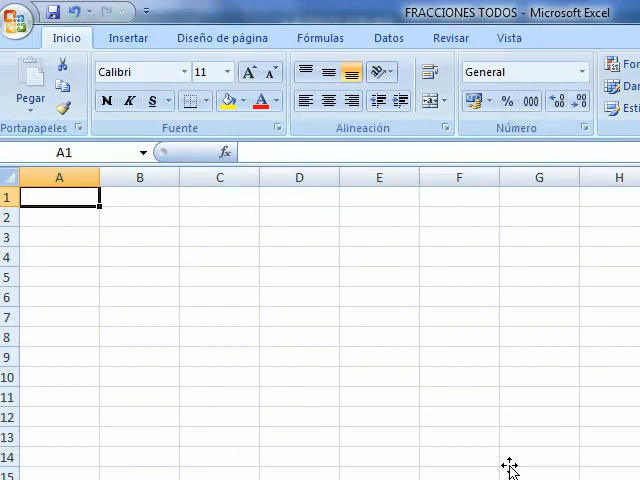 FRACCIONES TODOS - Microsoft Excel
Inicio Insertar Diseño de página Fórmulas Datos Revisar Vista
Calibri 11 A A General
Pegar N K S A % 000
Portapapeles Fuente Alineación Número
A1 fx
A B C D E F G H
1
2
3
4
5
6
7
8
9
10
11
12
13
14
15